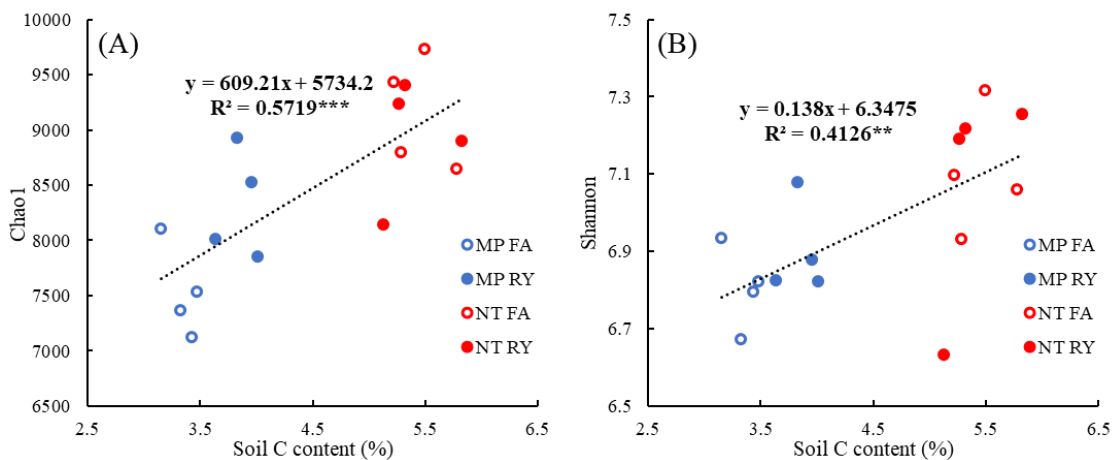 (A)
y = 609.21x + 5734.2
R² = 0.5719***
10000
9500
9000
8500
8000
7500
7000
6500
Chao1
2.5
3.5
4.5
5.5
6.5
Soil C content (%)
MP FA
MP RY
NT FA
NT RY
(B)
y = 0.138x + 6.3475
R² = 0.4126**
7.5
7.3
7.1
6.9
6.7
6.5
Shannon
2.5
3.5
4.5
5.5
6.5
Soil C content (%)
MP FA
MP RY
NT FA
NT RY